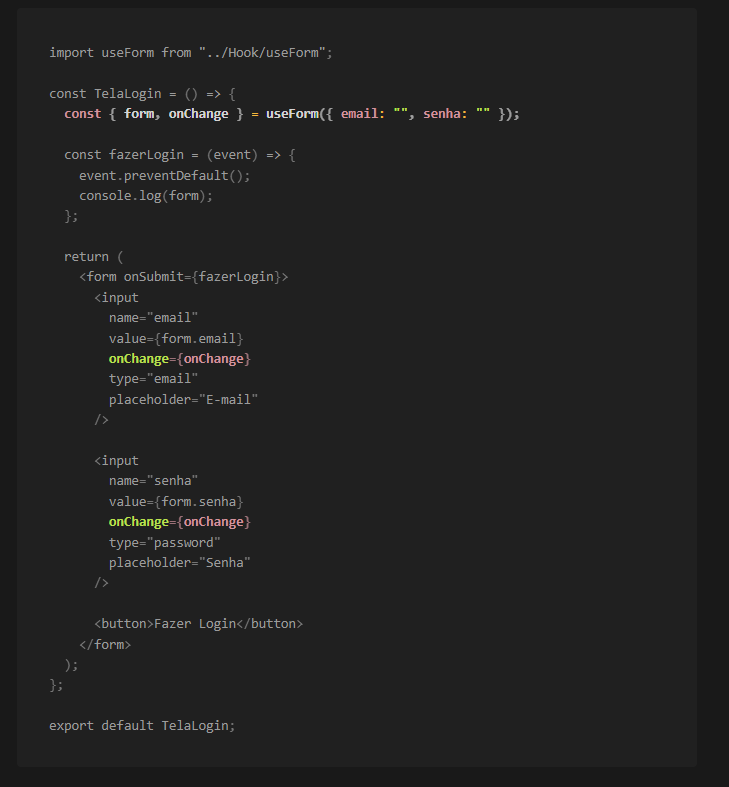 import useForm from "../Hook/useForm";
const TelaLogin = () => {
const { form, onChange } = useForm({ email: "", senha: "" });
const fazerLogin = (event) => {
event.preventDefault();
console.log(form);
};
return (
<form onSubmit={fazerLogin}>
<input
name="email"
value={form.email}
onChange={onChange}
type="email"
placeholder="E-mail"
/>
<input
name="senha"
value={form.senha}
onChange={onChange}
type="password"
placeholder="Senha"
/>
<button>Fazer Login</button>
</form>
);
};
export default TelaLogin;